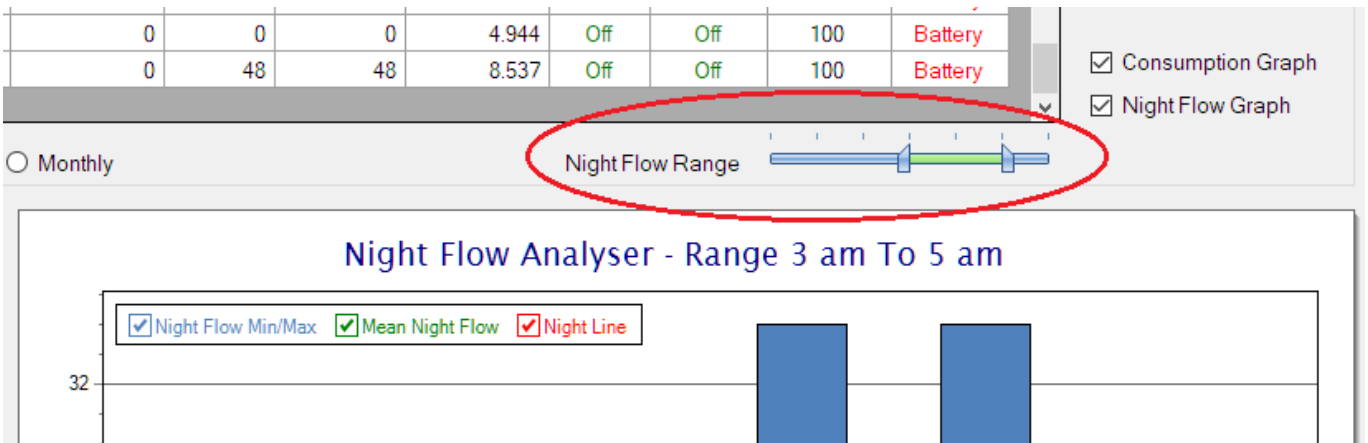 0 0 0 4.944 Off Off 100 Battery
0 48 48 8.537 Off Off 100 Battery
Consumption Graph
Night Flow Graph
Monthly
Night Flow Range
Night Flow Analyser - Range 3 am To 5 am
Night Flow Min/Max Mean Night Flow Night Line
32